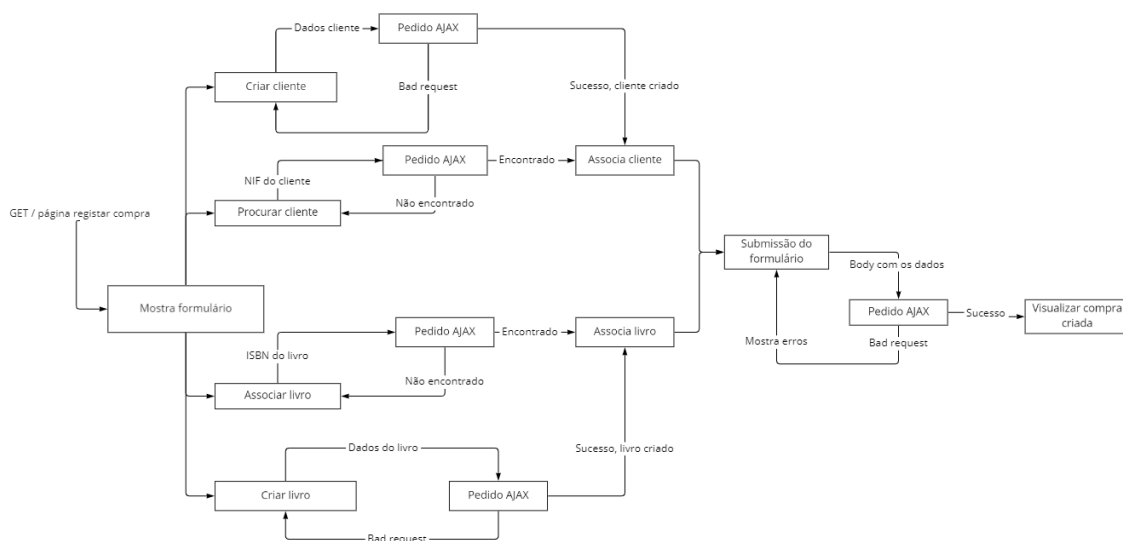 Dados cliente
Pedido AJAX
Criar cliente
Bad request
Sucesso, cliente criado
Pedido AJAX
Encontrado
Associa cliente
NIF do cliente
Não encontrado
Procurar cliente
GET / página registar compra
Submissão do
formulário
Body com os dados
Mostra formulário
Pedido AJAX
Sucesso
Visualizar compra
criada
Mostra erros
Bad request
Pedido AJAX
Encontrado
Associa livro
ISBN do livro
Não encontrado
Associar livro
Dados do livro
Sucesso, livro criado
Criar livro
Pedido AJAX
Bad request